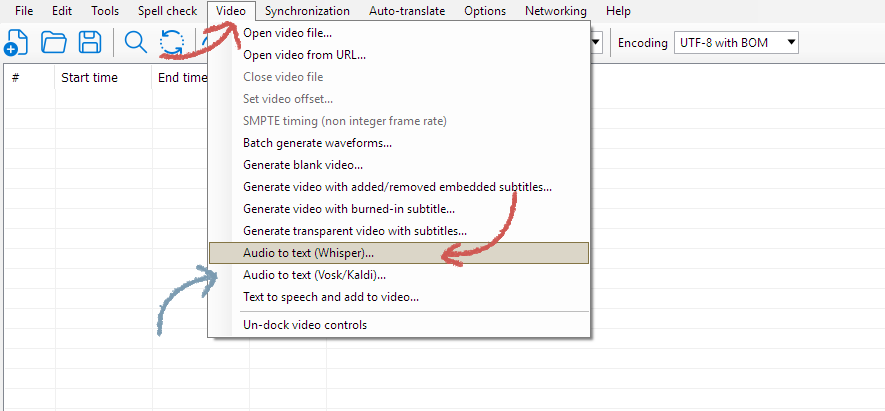 File Edit Tools Spell check Video Synchronization Auto-translate Options Networking Help
Encoding UTF-8 with BOM
# Start time End time
Open video file...
Open video from URL...
Close video file
Set video offset...
SMPTE timing (non integer frame rate)
Batch generate waveforms...
Generate blank video...
Generate video with added/removed embedded subtitles...
Generate video with burned-in subtitle...
Generate transparent video with subtitles...
Audio to text (Whisper)...
Audio to text (Vosk/Kaldi)...
Text to speech and add to video...
Un-dock video controls